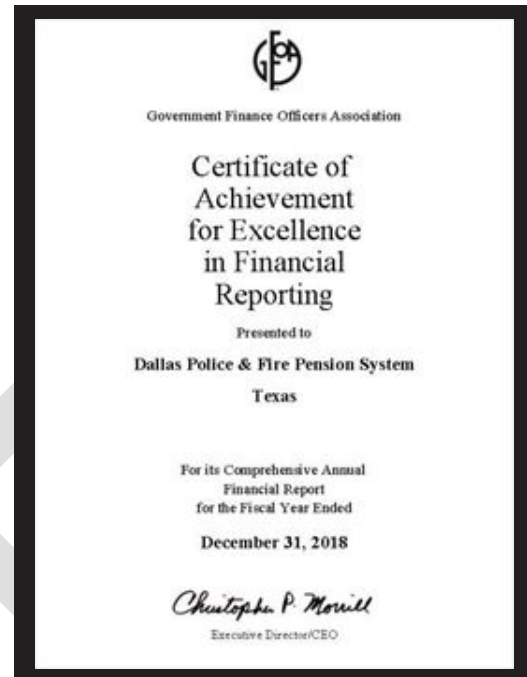 GFOA
Government Finance Officers Association
Certificate of
Achievement
for Excellence
in Financial
Reporting
Presented to
Dallas Police & Fire Pension System
Texas
For its Comprehensive Annual
Financial Report
for the Fiscal Year Ended
December 31, 2018
Christopher P. Morrill
Executive Director/CEO